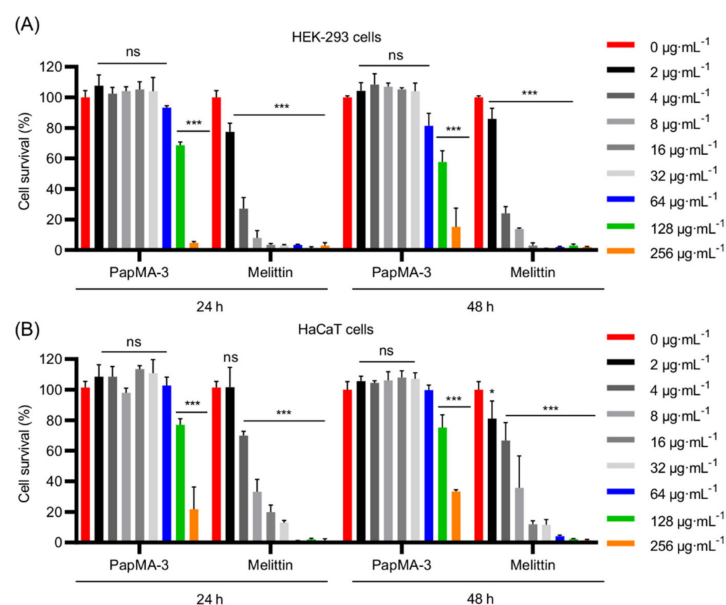 (A)
HEK-293 cells
Cell survival (%)
120
100
80
60
40
20
0
ns
***
***
ns
***
***
PapMA-3
Melittin
PapMA-3
Melittin
24 h
48 h
0 µg·mL⁻¹
2 µg·mL⁻¹
4 µg·mL⁻¹
8 µg·mL⁻¹
16 µg·mL⁻¹
32 µg·mL⁻¹
64 µg·mL⁻¹
128 µg·mL⁻¹
256 µg·mL⁻¹
(B)
HaCaT cells
Cell survival (%)
120
100
80
60
40
20
0
ns
***
ns
***
ns
***
*
***
PapMA-3
Melittin
PapMA-3
Melittin
24 h
48 h
0 µg·mL⁻¹
2 µg·mL⁻¹
4 µg·mL⁻¹
8 µg·mL⁻¹
16 µg·mL⁻¹
32 µg·mL⁻¹
64 µg·mL⁻¹
128 µg·mL⁻¹
256 µg·mL⁻¹